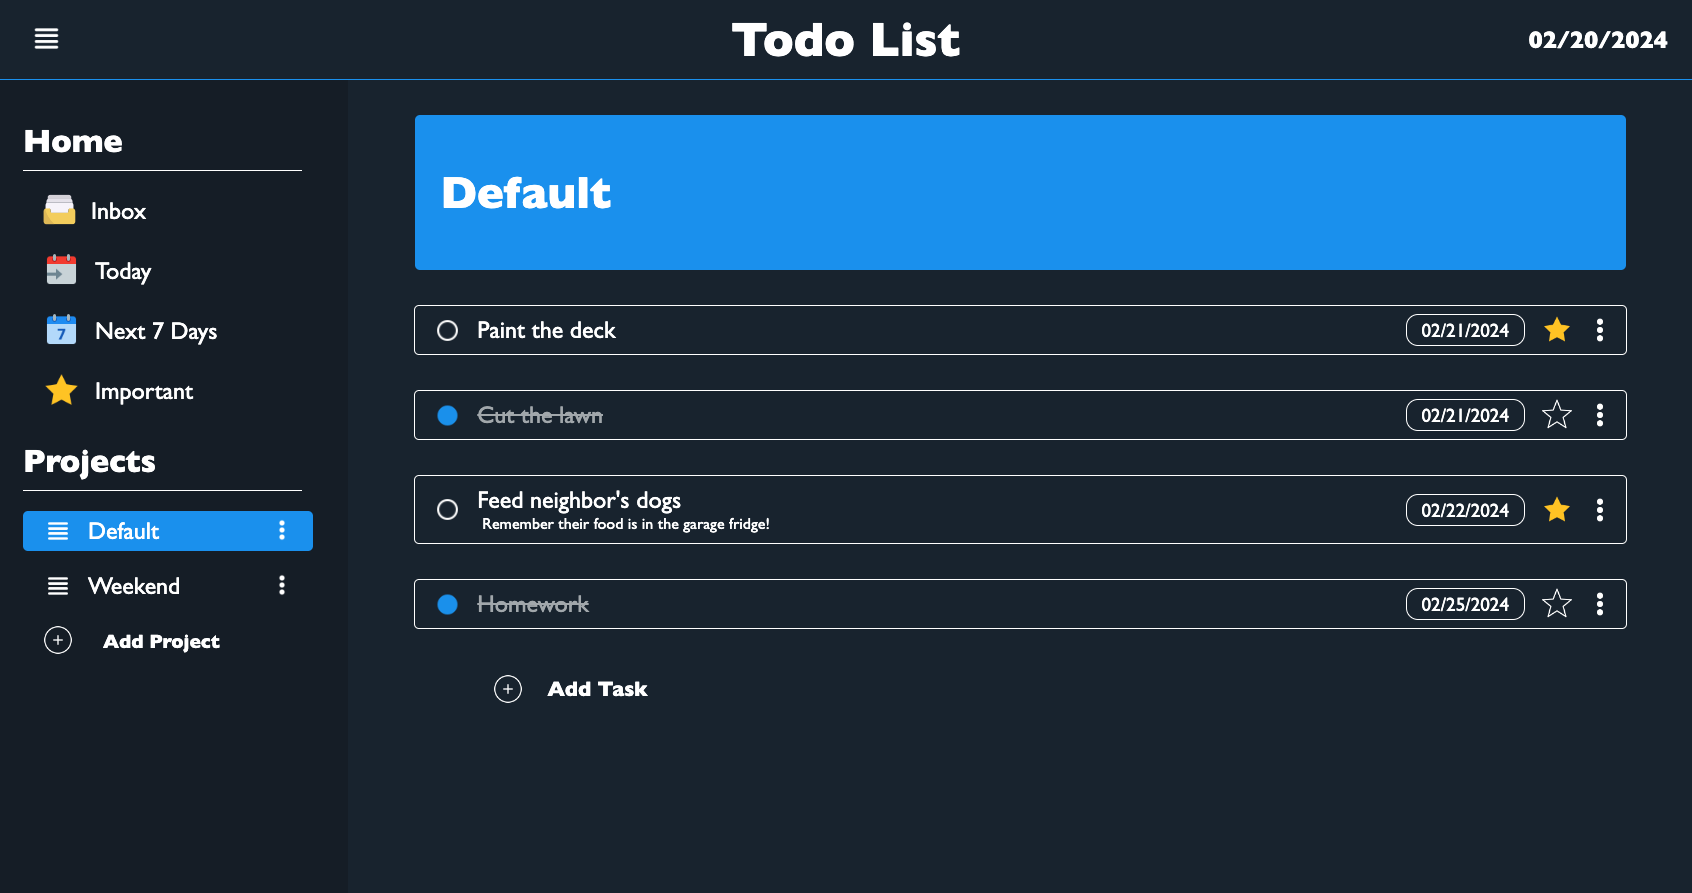 Todo List
02/20/2024
Home
Inbox
Today
7
Next 7 Days
Important
Projects
Default
Weekend
Add Project
Default
Paint the deck
02/21/2024
Cut the lawn
02/21/2024
Feed neighbor's dogs
Remember their food is in the garage fridge!
02/22/2024
Homework
02/25/2024
Add Task